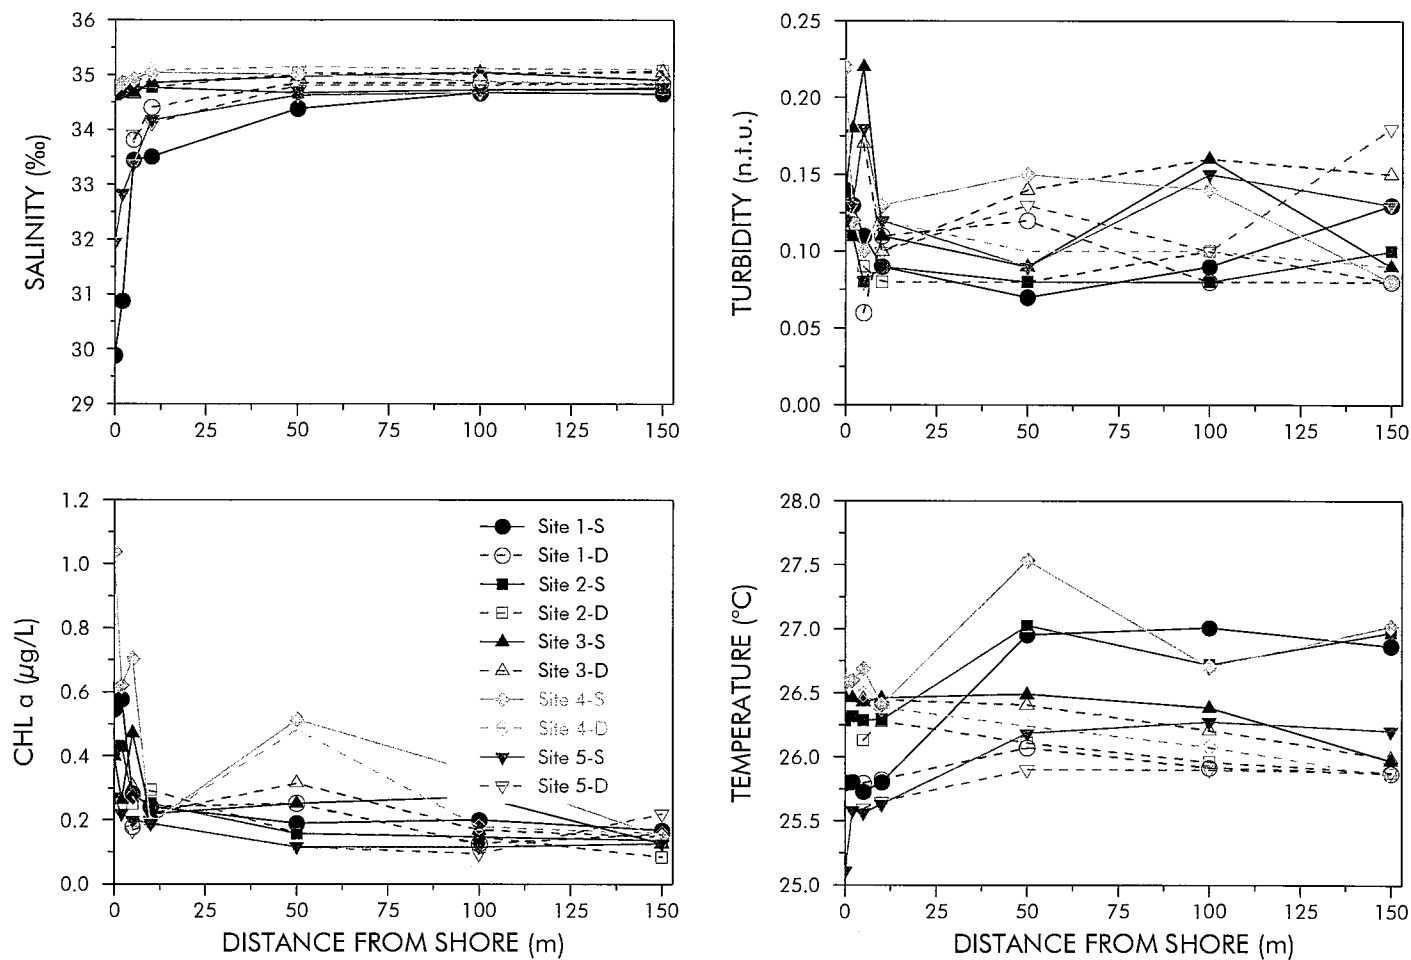 36
35
34
33
32
31
30
29
SALINITY (‰)
0 25 50 75 100 125 150
0.25
0.20
0.15
0.10
0.05
0.00
TURBIDITY (n.t.u.)
0 25 50 75 100 125 150
1.2
1.0
0.8
0.6
0.4
0.2
0.0
CHL a (µg/L)
Site 1-S
Site 1-D
Site 2-S
Site 2-D
Site 3-S
Site 3-D
Site 4-S
Site 4-D
Site 5-S
Site 5-D
0 25 50 75 100 125 150
DISTANCE FROM SHORE (m)
28.0
27.5
27.0
26.5
26.0
25.5
25.0
TEMPERATURE (°C)
0 25 50 75 100 125 150
DISTANCE FROM SHORE (m)